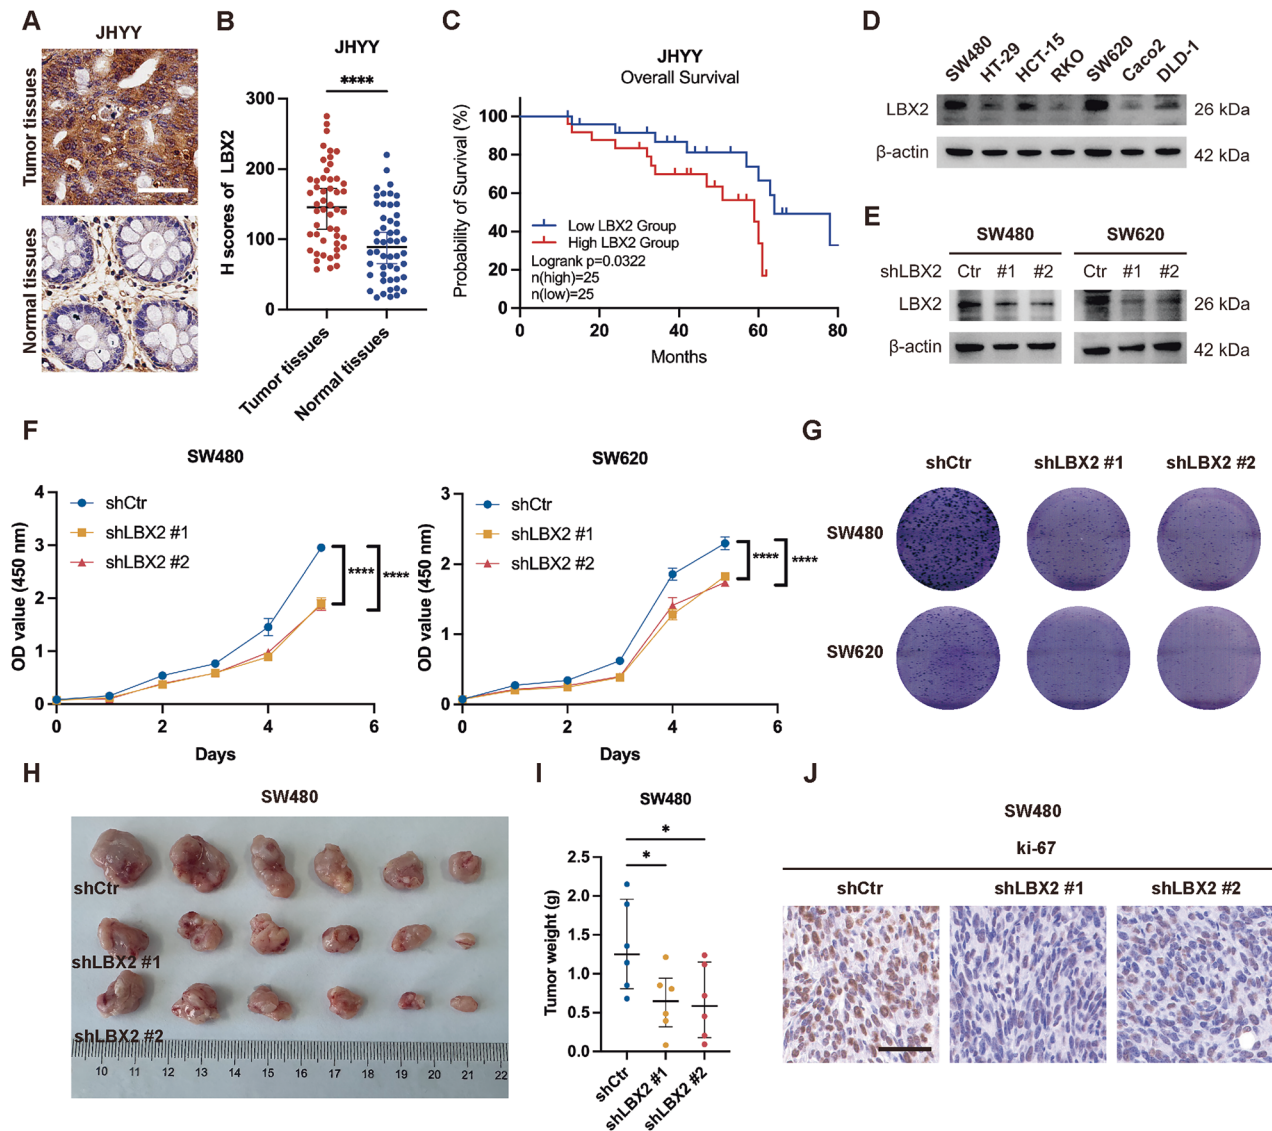 A
JHYY
Tumor tissues
Normal tissues
B
JHYY
****
H scores of LBX2
300
200
100
0
Tumor tissues
Normal tissues
C
JHYY
Overall Survival
Probability of Survival (%)
100
80
60
40
20
0
Low LBX2 Group
High LBX2 Group
Logrank p=0.0322
n(high)=25
n(low)=25
0 20 40 60 80
Months
D
SW480 HT-29 HCT-15 RKO SW620 Caco2 DLD-1
LBX2 26 kDa
β-actin 42 kDa
E
SW480 SW620
shLBX2 Ctr #1 #2 Ctr #1 #2
LBX2 26 kDa
β-actin 42 kDa
F
SW480
OD value (450 nm)
4
3
2
1
0
shCtr
shLBX2 #1
shLBX2 #2
**** ****
0 2 4 6
Days
SW620
OD value (450 nm)
3
2
1
0
shCtr
shLBX2 #1
shLBX2 #2
**** ****
0 2 4 6
Days
G
shCtr shLBX2 #1 shLBX2 #2
SW480
SW620
H
SW480
shCtr
shLBX2 #1
shLBX2 #2
10 11 12 13 14 15 16 17 18 19 20 21 22
I
SW480
*
*
Tumor weight (g)
2.5
2.0
1.5
1.0
0.5
0.0
shCtr
shLBX2 #1
shLBX2 #2
J
SW480
ki-67
shCtr shLBX2 #1 shLBX2 #2